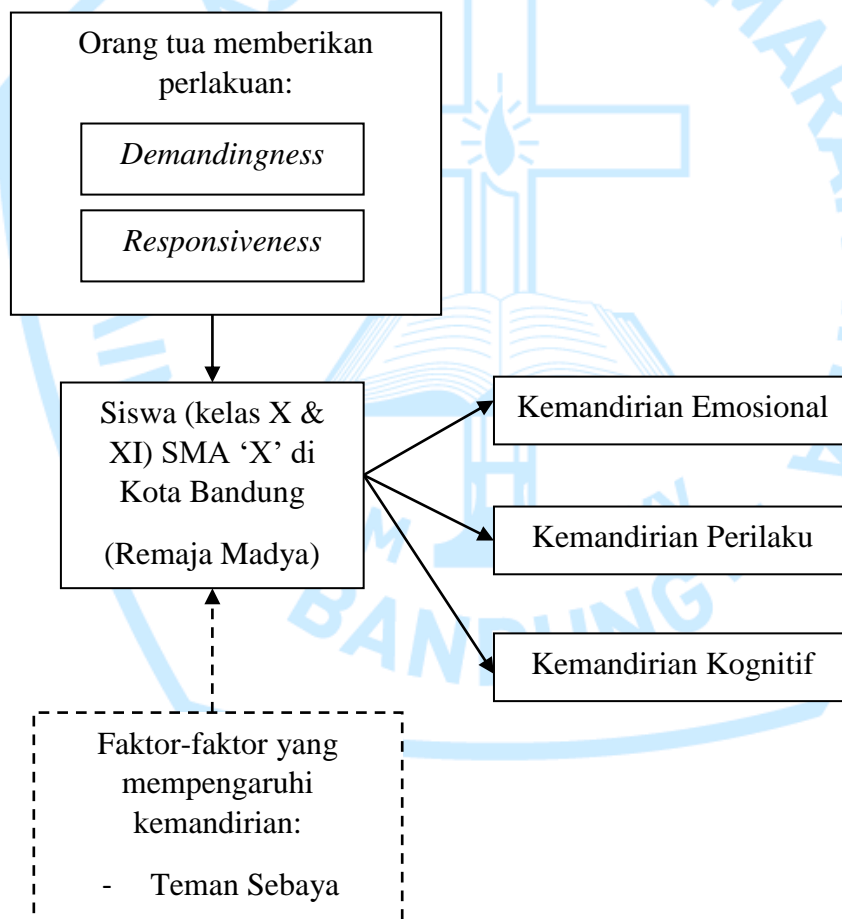 Orang tua memberikan
perlakuan:
Demandingness
Responsiveness
Siswa (kelas X &
XI) SMA ‘X’ di
Kota Bandung
(Remaja Madya)
Kemandirian Emosional
Kemandirian Perilaku
Kemandirian Kognitif
Faktor-faktor yang
mempengaruhi
kemandirian:
- Teman Sebaya
BANDUNG